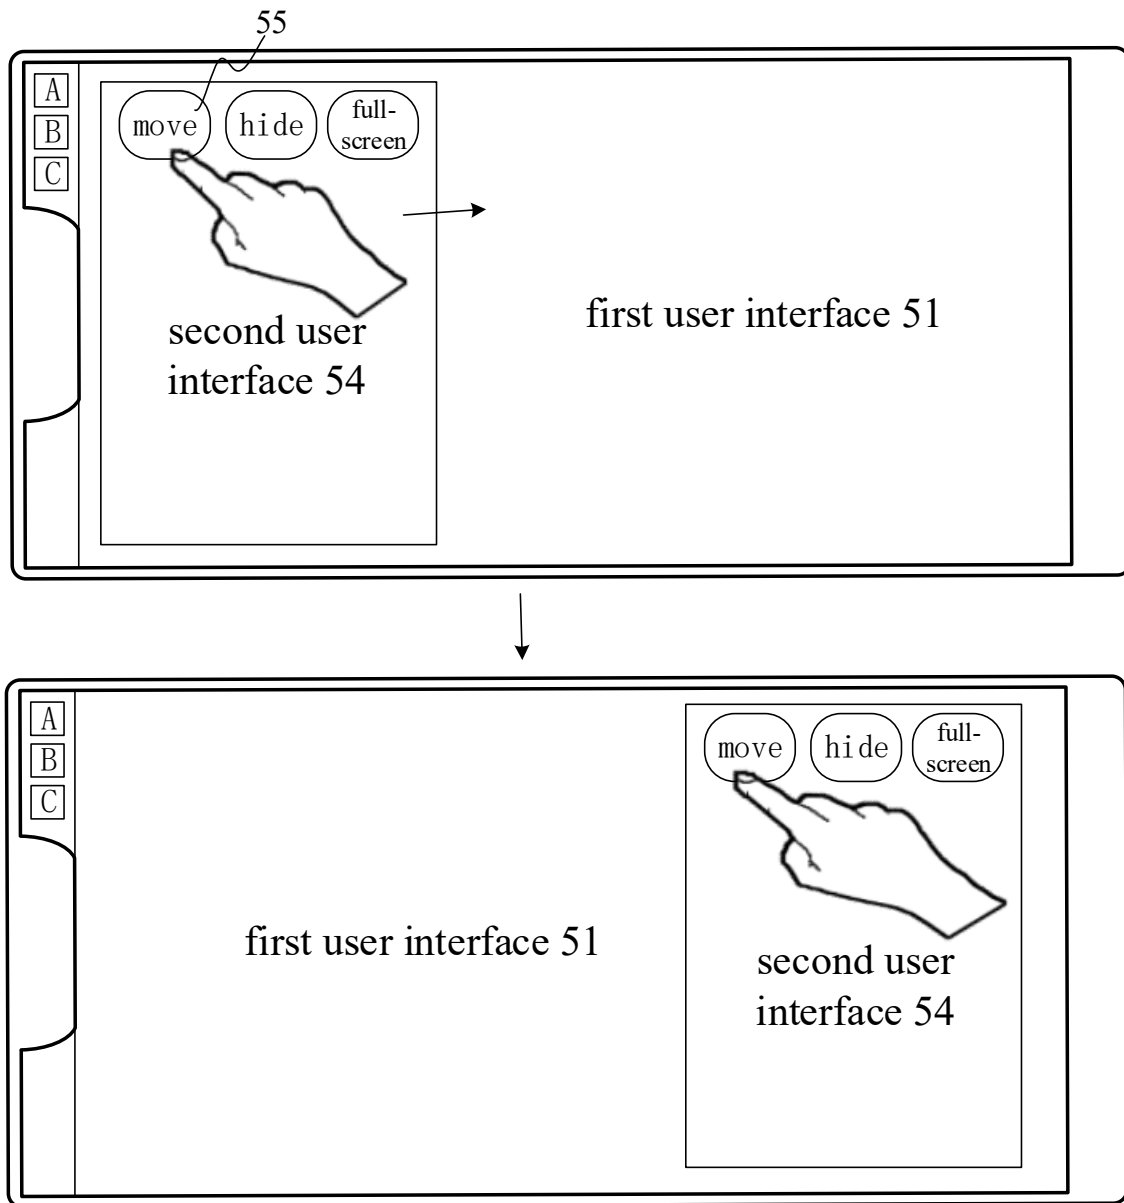 55
A
B
C
move
hide
full-
screen
second user
interface 54
first user interface 51
A
B
C
move
hide
full-
screen
first user interface 51
second user
interface 54